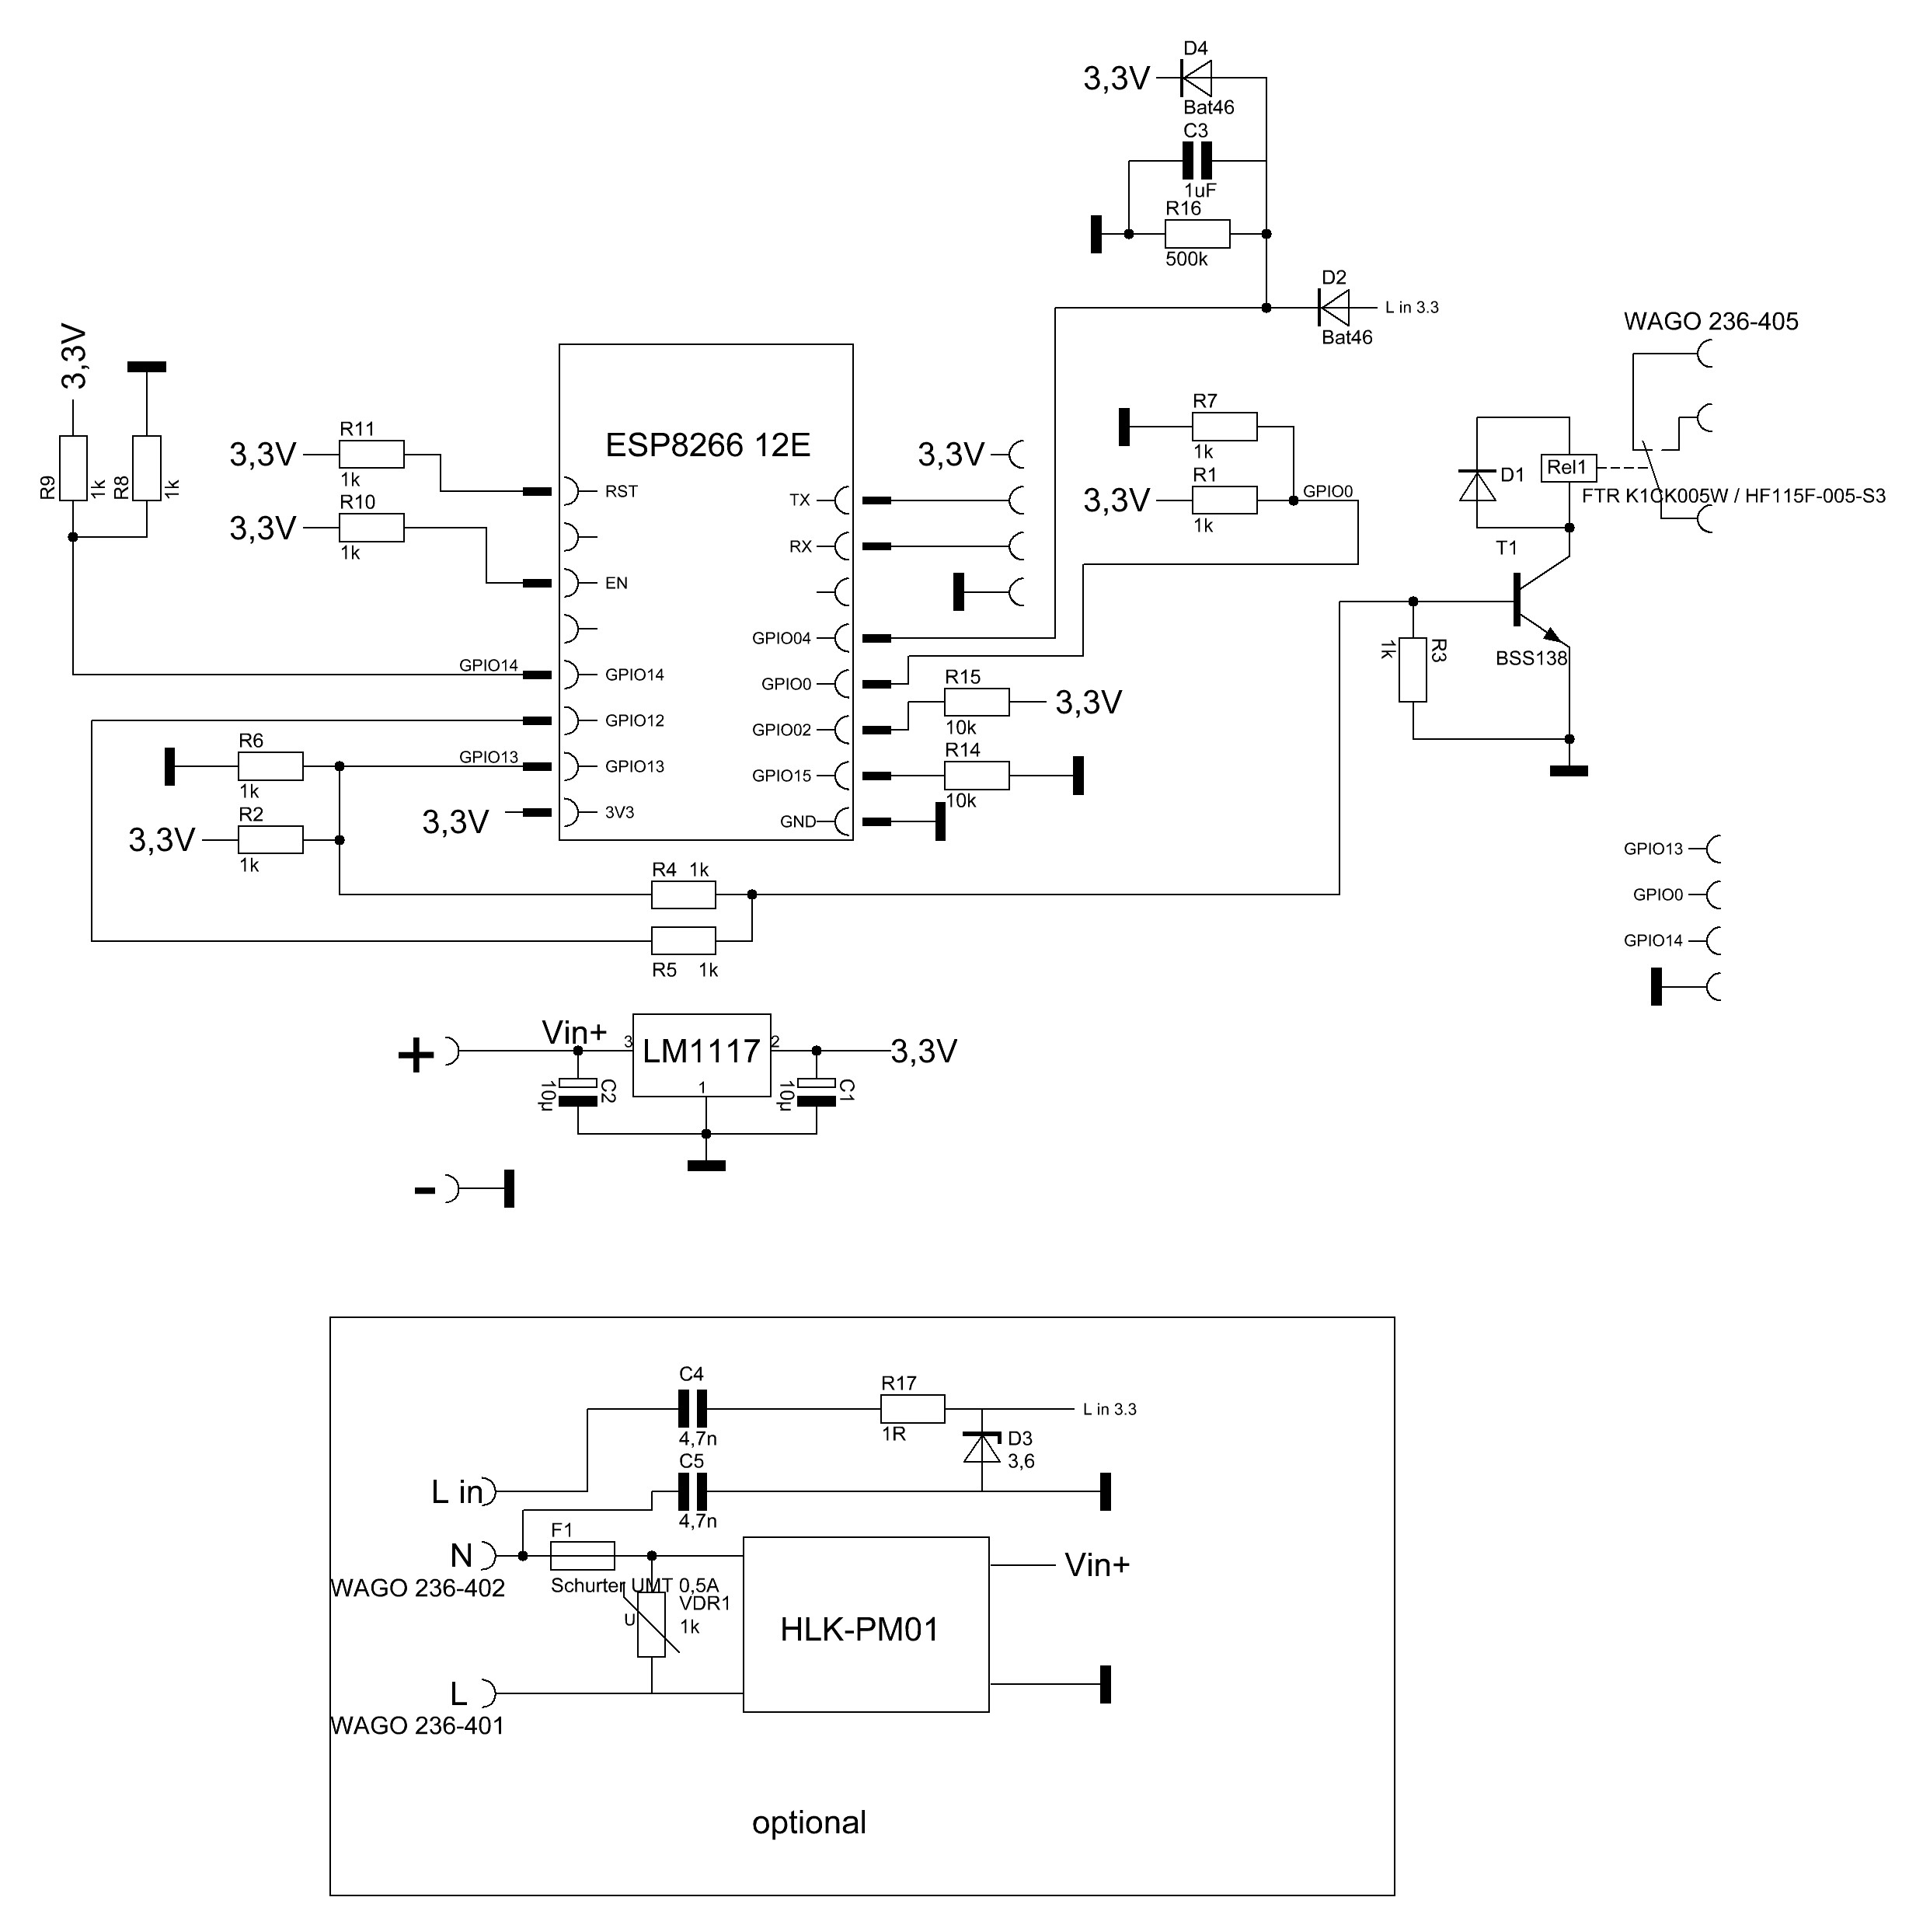 D4
3,3V
Bat46
C3
1uF
R16
500k
D2
L in 3.3
Bat46
WAGO 236-405
3,3V
R9
1k
R8
1k
3,3V
R11
1k
3,3V
R10
1k
ESP8266 12E
RST
EN
GPIO14
GPIO14
GPIO12
GPIO13
GPIO13
3,3V
3V3
TX
RX
GPIO04
GPIO0
GPIO02
GPIO15
GND
3,3V
R7
1k
3,3V
R1
1k
GPIO0
D1
Rel1
FTR K1CK005W / HF115F-005-S3
T1
BSS138
R3
1k
R15
10k
3,3V
R14
10k
R6
1k
3,3V
R2
1k
R4 1k
R5 1k
GPIO13
GPIO0
GPIO14
+
Vin+
3
LM1117
2
1
3,3V
C2
10µ
C1
10µ
-
C4
4,7n
R17
1R
L in 3.3
D3
3,6
C5
4,7n
L in
N
WAGO 236-402
F1
Schurter UMT 0,5A
VDR1
1k
U
HLK-PM01
Vin+
L
WAGO 236-401
optional